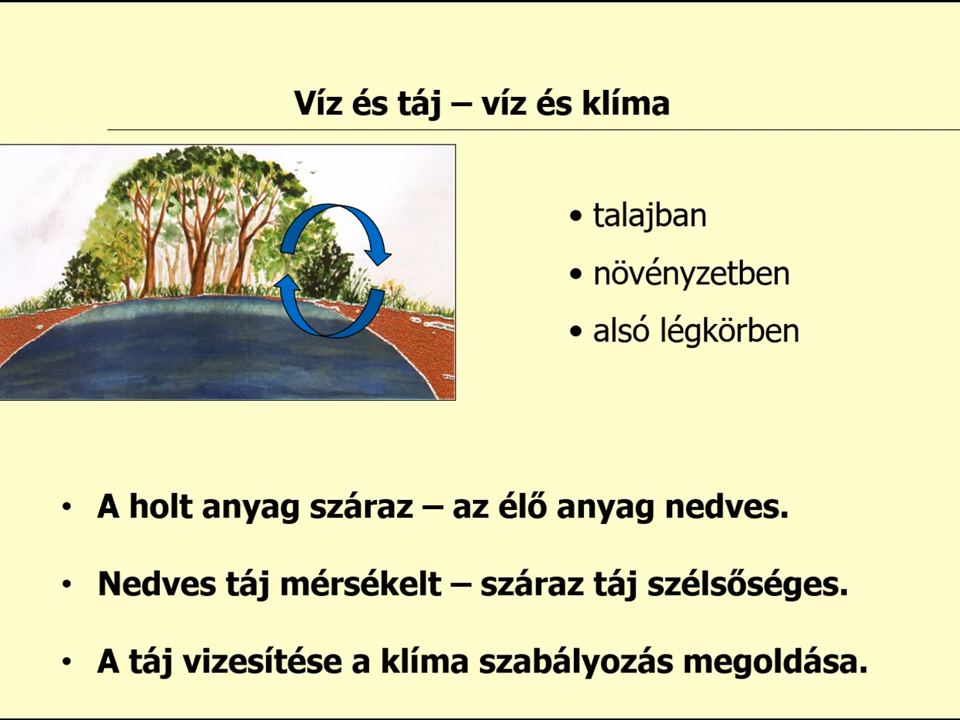 Víz és táj – víz és klíma
• talajban
• növényzetben
• alsó légkörben
• A holt anyag száraz – az élő anyag nedves.
• Nedves táj mérsékelt – száraz táj szélsőséges.
• A táj vizesítése a klíma szabályozás megoldása.